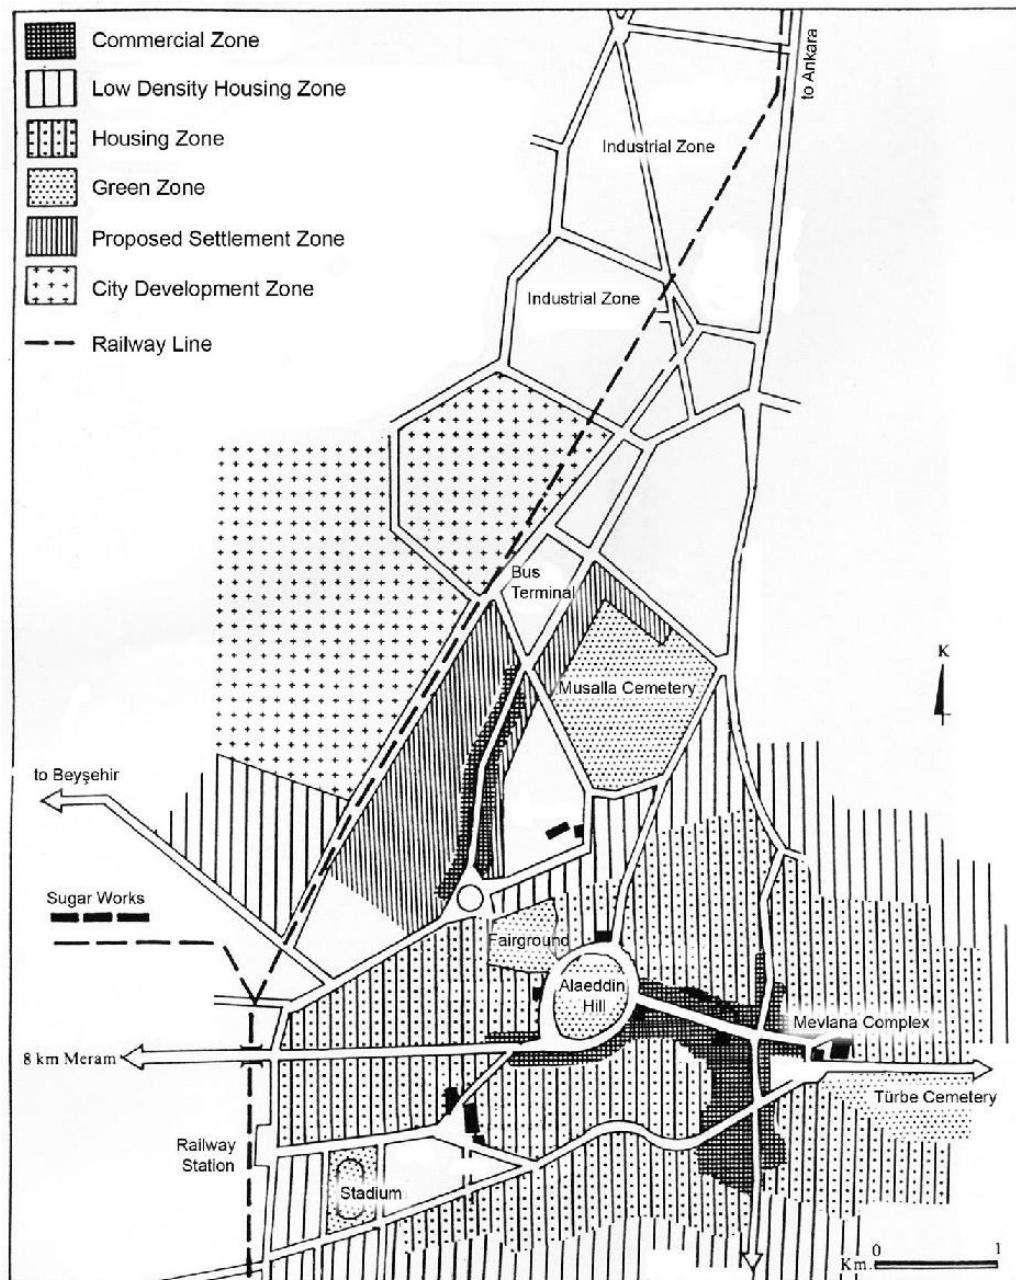 Commercial Zone
Low Density Housing Zone
Housing Zone
Green Zone
Proposed Settlement Zone
City Development Zone
Railway Line
to Ankara
Industrial Zone
Industrial Zone
Bus
Terminal
Musalla Cemetery
K
to Beyşehir
Sugar Works
Fairground
Alaeddin
Hill
Mevlana Complex
8 km Meram
Türbe Cemetery
Railway
Station
Stadium
0 1
Km.